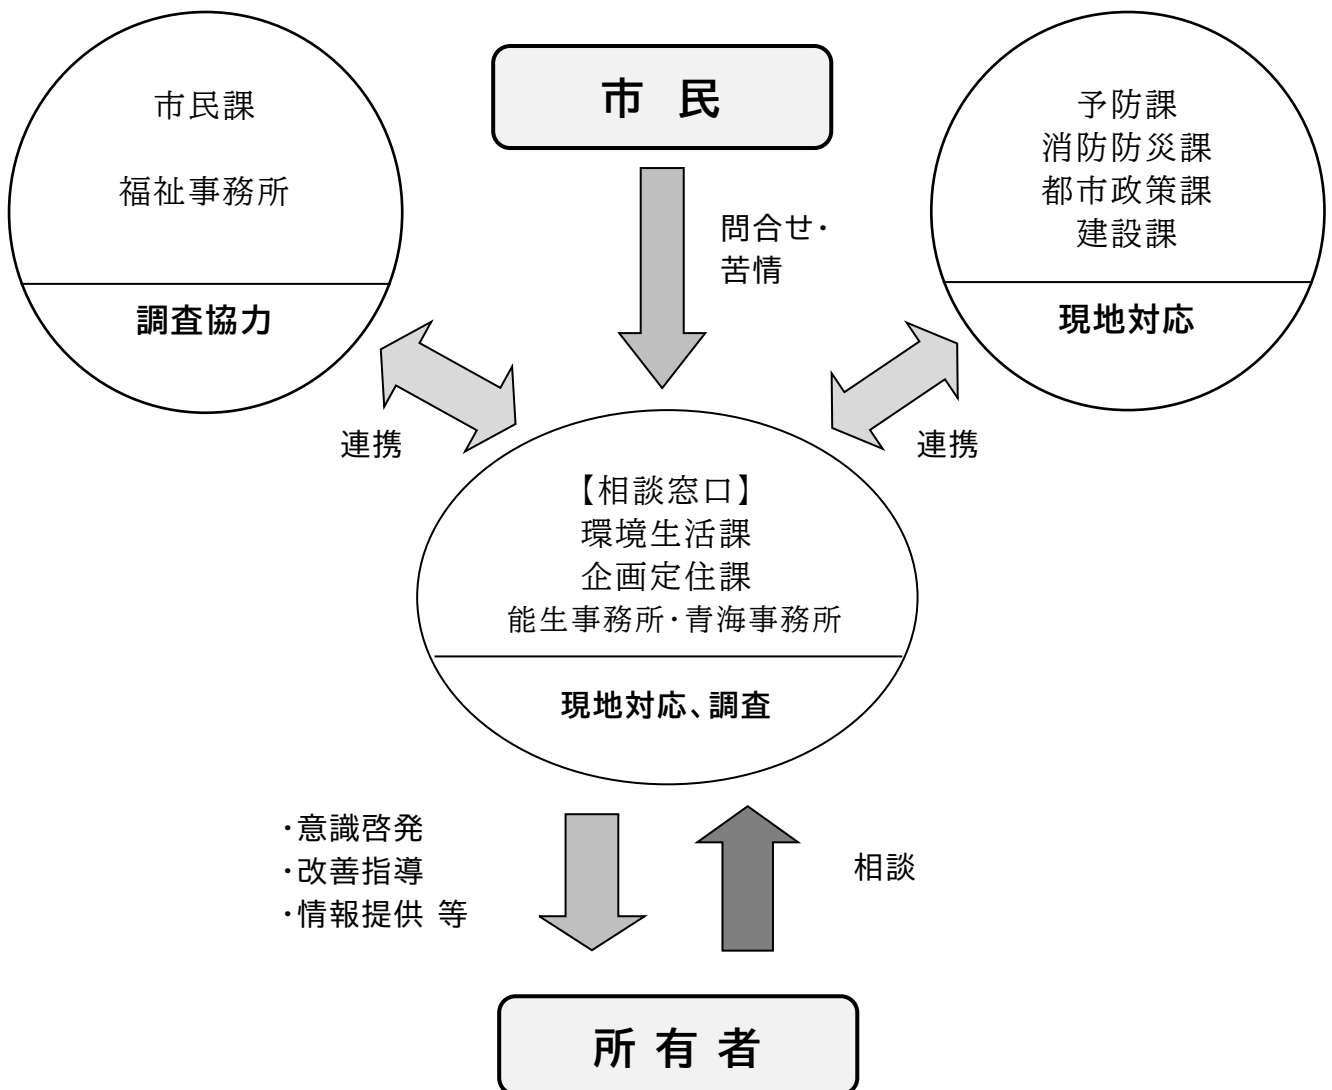 市民課
福祉事務所
調査協力
市 民
問合せ・
苦情
予防課
消防防災課
都市政策課
建設課
現地対応
連携
連携
【相談窓口】
環境生活課
企画定住課
能生事務所・青海事務所
現地対応、調査
・意識啓発
・改善指導
・情報提供 等
相談
所 有 者